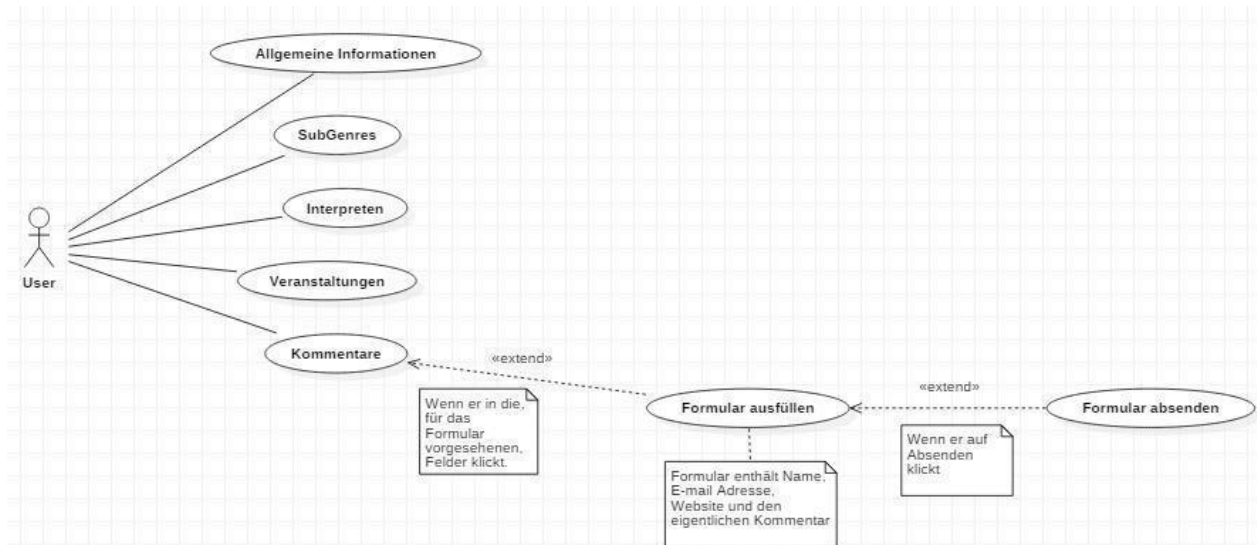 Allgemeine Informationen
SubGenres
Interpreten
User
Veranstaltungen
Kommentare
«extend»
Wenn er in die,
für das
Formular
vorgesehenen,
Felder klickt.
Formular ausfüllen
«extend»
Formular absenden
Wenn er auf
Absenden
klickt
Formular enthält Name,
E-mail Adresse,
Website und den
eigentlichen Kommentar